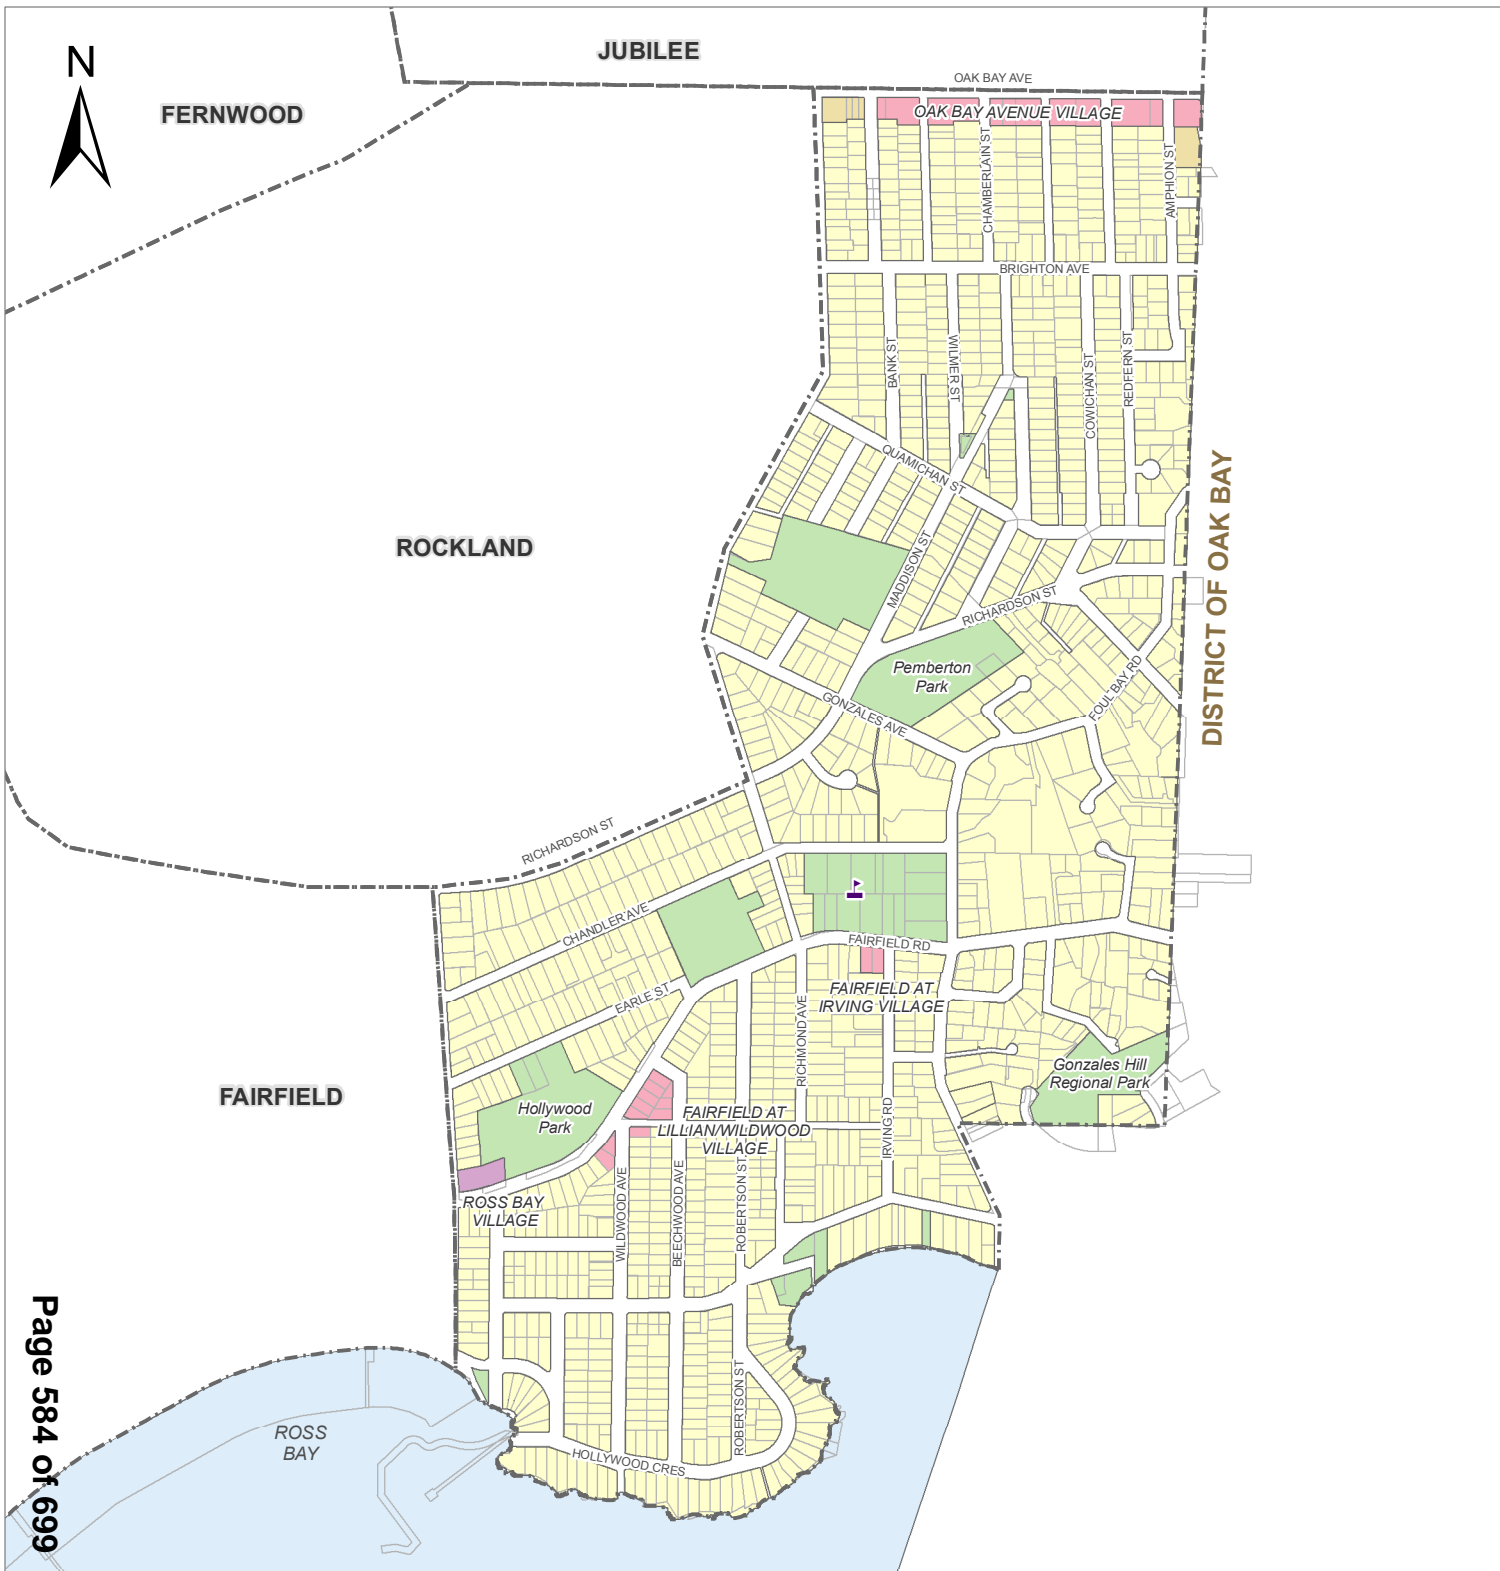 JUBILEE
N
OAK BAY AVE
FERNWOOD
OAK BAY AVENUE VILLAGE
CHAMBERLAIN ST
AMPHION ST
BRIGHTON AVE
BANK ST
WILMER ST
COWICHAN ST
REDFERN ST
QUAMICHAN ST
DISTRICT OF OAK BAY
ROCKLAND
MADDISON ST
RICHARDSON ST
Pemberton
Park
FOUL BAY RD
GONZALES AVE
RICHARDSON ST
CHANDLER AVE
FAIRFIELD RD
EARLE ST
FAIRFIELD AT
IRVING VILLAGE
RICHMOND AVE
Gonzales Hill
Regional Park
FAIRFIELD
Hollywood
Park
FAIRFIELD AT
LILLIAN/WILDWOOD
VILLAGE
IRVING RD
ROSS BAY
VILLAGE
WILDWOOD AVE
BEECHWOOD AVE
ROBERTSON ST
ROBERTSON ST
ROSS
BAY
HOLLYWOOD CRES
Page 584 of 699